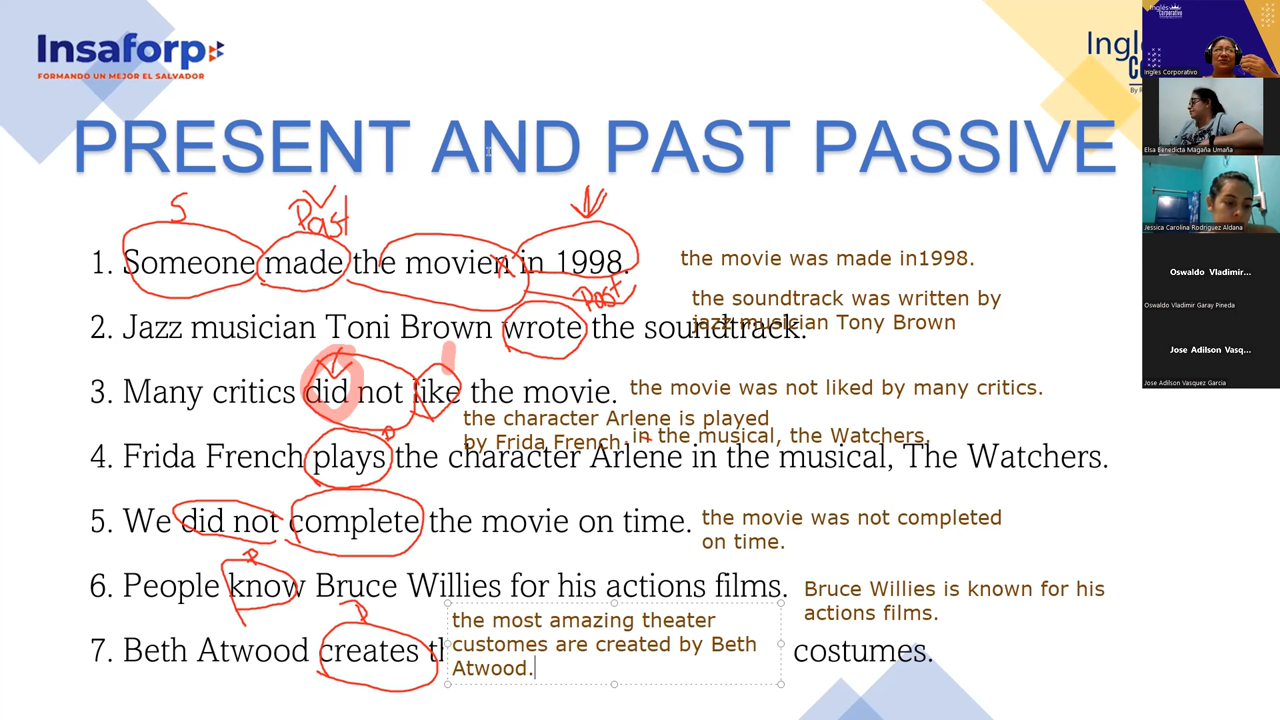 Insaforp
FORMANDO UN MEJOR EL SALVADOR
PRESENT AND PAST PASSIVE
S
Past
1. Someone made the movien in 1998.
the movie was made in1998.
Past
the soundtrack was written by
jazz musician Tony Brown
2. Jazz musician Toni Brown wrote the soundtrack.
3. Many critics did not like the movie.
the movie was not liked by many critics.
the character Arlene is played
by Frida French. in the musical, the Watchers.
P
4. Frida French plays the character Arlene in the musical, The Watchers.
5. We did not complete the movie on time.
the movie was not completed
on time.
P
6. People know Bruce Willies for his actions films.
Bruce Willies is known for his
actions films.
P
7. Beth Atwood creates
costumes.
the most amazing theater
customes are created by Beth
Atwood.
Ingles Corporativo
Elsa Benedicta Magaña Umaña
Jessica Carolina Rodriguez Aldana
Oswaldo Vladimir...
Oswaldo Vladimir Garay Pineda
Jose Adilson Vasq...
Jose Adilson Vasquez Garcia